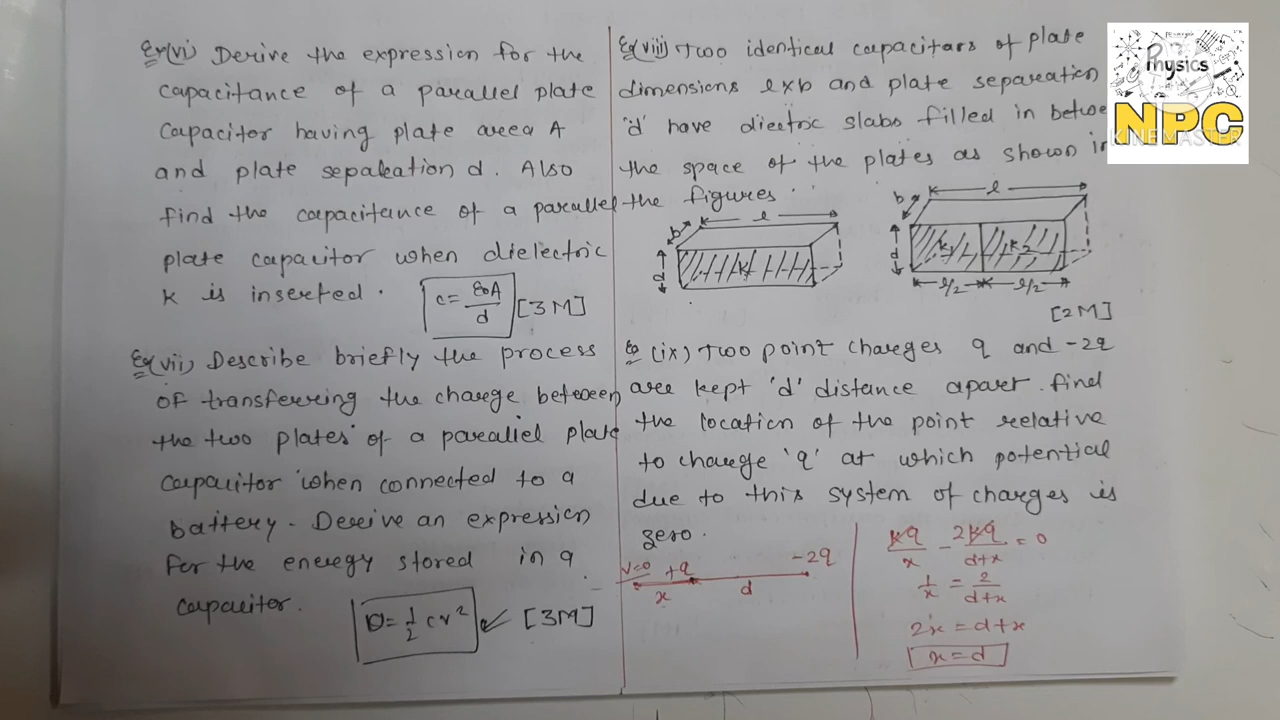 Ex(vi) Derive the expression for the
capacitance of a parallel plate
capacitor having plate area A
and plate separation d. Also
find the capacitance of a parallel
plate capacitor when dielectric
K is inserted.
C = ε₀A/d [3M]
Ex(vii) Describe briefly the process
of transferring the charge between
the two plates of a parallel plate
capacitor when connected to a
battery. Derive an expression
for the energy stored in a
capacitor.
U = 1/2 CV² [3M]
Ex(viii) Two identical capacitors of plate
dimensions l×b and plate separation
'd' have dielctric slabs filled in betwe
the space of the plates as shown in
the figures.
b l
d K
b l
d K1 K2
l/2 l/2
[2M]
Ex (ix) Two point charges q and -2q
are kept 'd' distance apart. find
the location of the point relative
to charge 'q' at which potential
due to this system of charges is
zero.
V=0 +q -2q
x d
kq/x - 2kq/d+x = 0
1/x = 2/d+x
2x = d+x
x = d
Physics
NPC
KINEMASTER